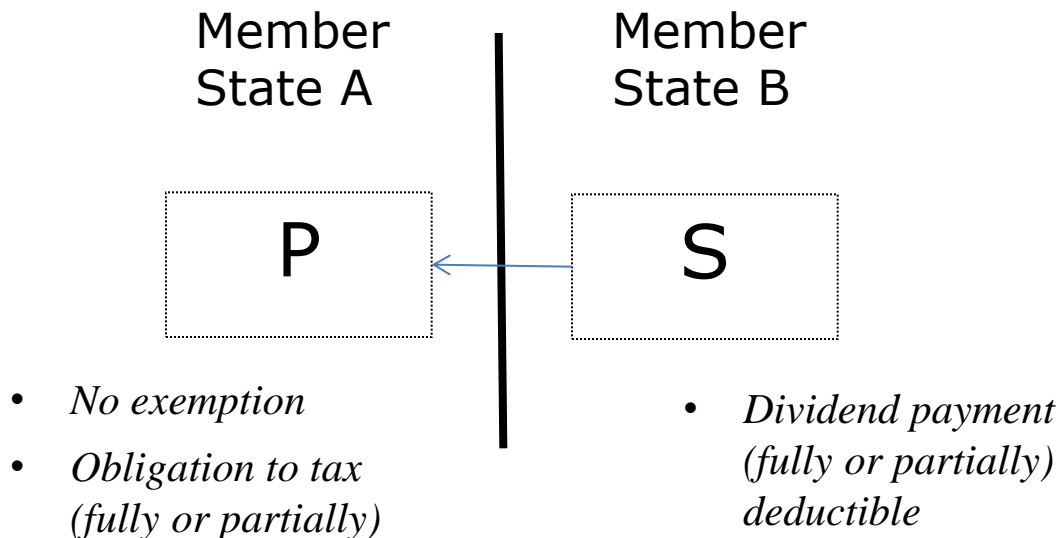 Member
State A
Member
State B
P
S
• No exemption
• Obligation to tax
(fully or partially)
• Dividend payment
(fully or partially)
deductible